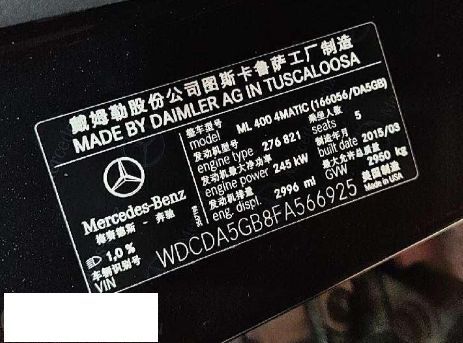 戴姆勒股份公司图斯卡鲁萨工厂制造
MADE BY DAIMLER AG IN TUSCALOOSA
Mercedes-Benz
梅赛德斯 - 奔驰
1,0 %
车辆识别号
VIN
WDCDA5GB8FA566925
整车型号
model ML 400 4MATIC (166056/DA5GB)
发动机型号
engine type 276 821
发动机最大净功率
engine power 245 kW
发动机排量
eng. displ. 2996 ml
乘坐人数
seats 5
制造年月
built date 2015/03
最大允许总质量
GVW 2950 kg
美国制造
Made in USA